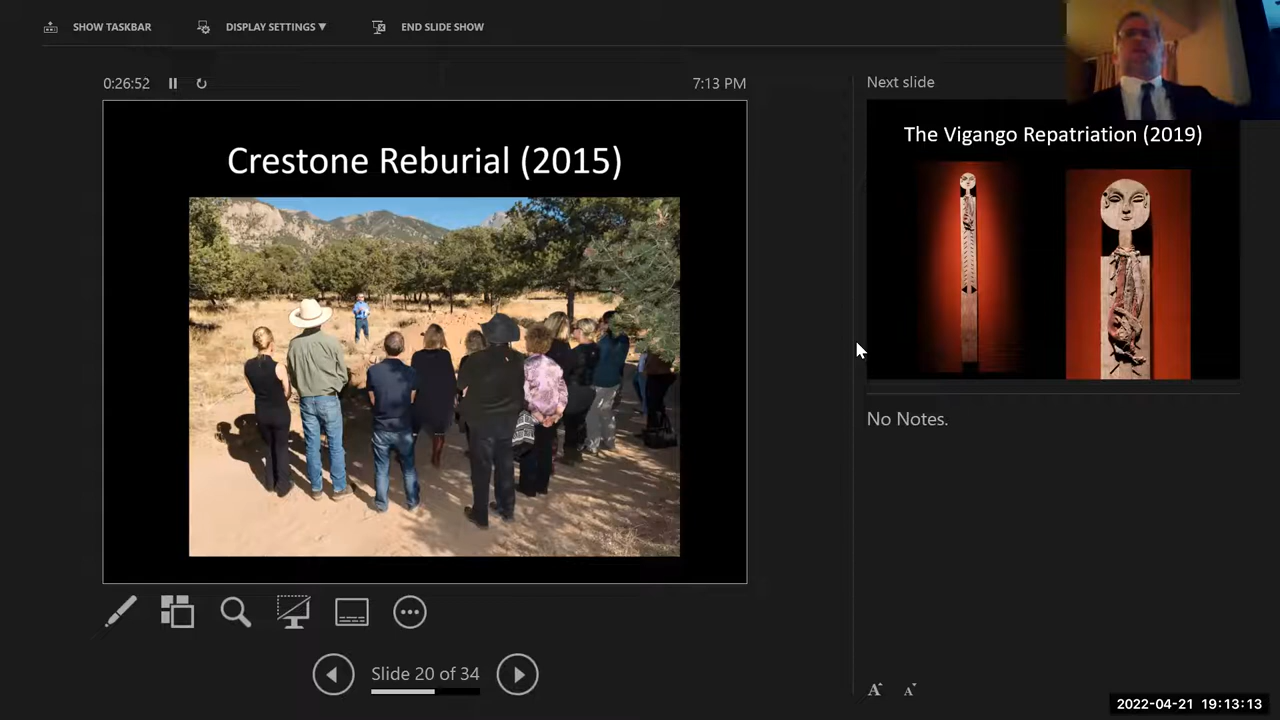 SHOW TASKBAR
DISPLAY SETTINGS ▼
END SLIDE SHOW
0:26:52
7:13 PM
Next slide
Crestone Reburial (2015)
The Vigango Repatriation (2019)
No Notes.
Slide 20 of 34
A A
2022-04-21 19:13:13